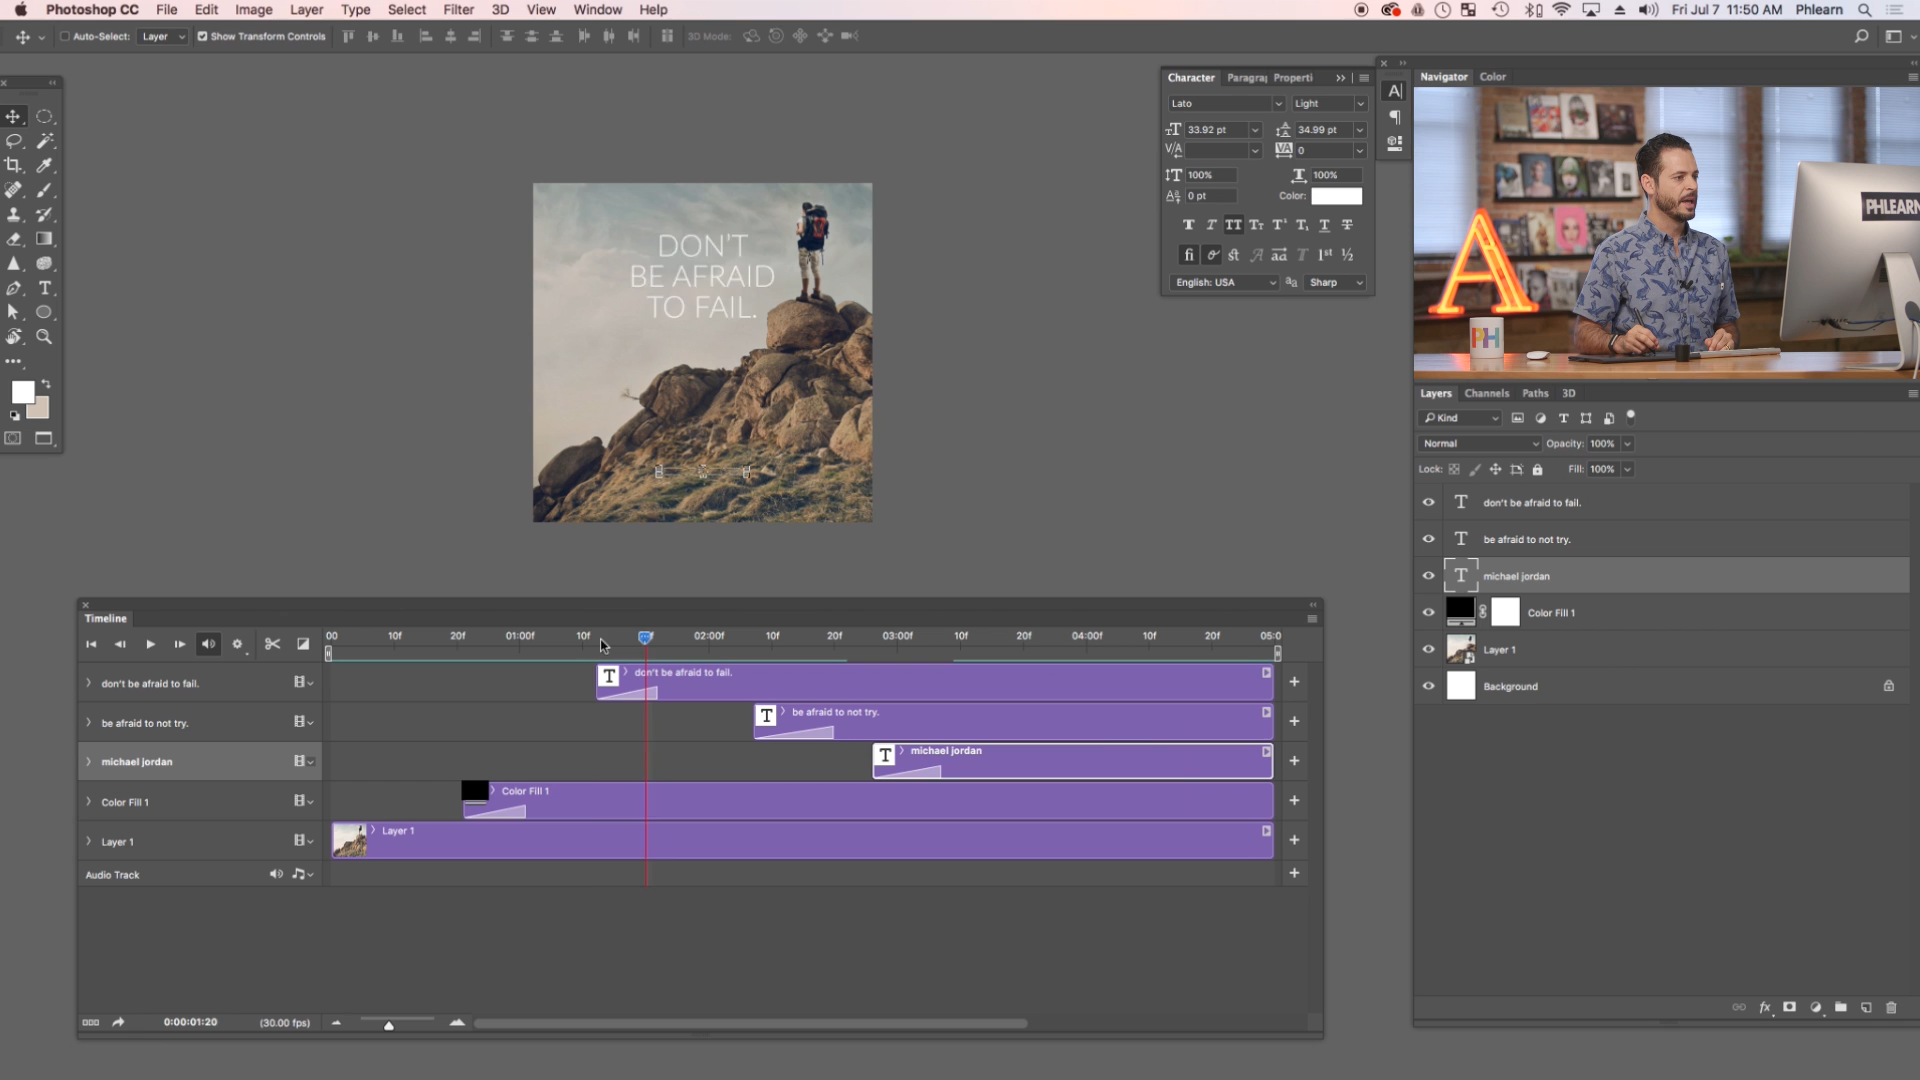 Photoshop CC File Edit Image Layer Type Select Filter 3D View Window Help Fri Jul 7 11:50 AM Phlearn
Auto-Select: Layer Show Transform Controls 3D Mode:
Character Paragraph Properti
Lato Light
33.92 pt 34.99 pt
0
100% 100%
0 pt Color:
English: USA Sharp
Navigator Color
PHLEARN
A
PH
DON'T
BE AFRAID
TO FAIL.
Layers Channels Paths 3D
Kind
Normal Opacity: 100%
Lock: Fill: 100%
don't be afraid to fail.
be afraid to not try.
michael jordan
Color Fill 1
Layer 1
Background
Timeline
00 10f 20f 01:00f 10f 02:00f 10f 20f 03:00f 10f 20f 04:00f 10f 20f 05:0
don't be afraid to fail. T don't be afraid to fail.
be afraid to not try. T be afraid to not try.
michael jordan T michael jordan
Color Fill 1 Color Fill 1
Layer 1 Layer 1
Audio Track
0:00:01:20 (30.00 fps)